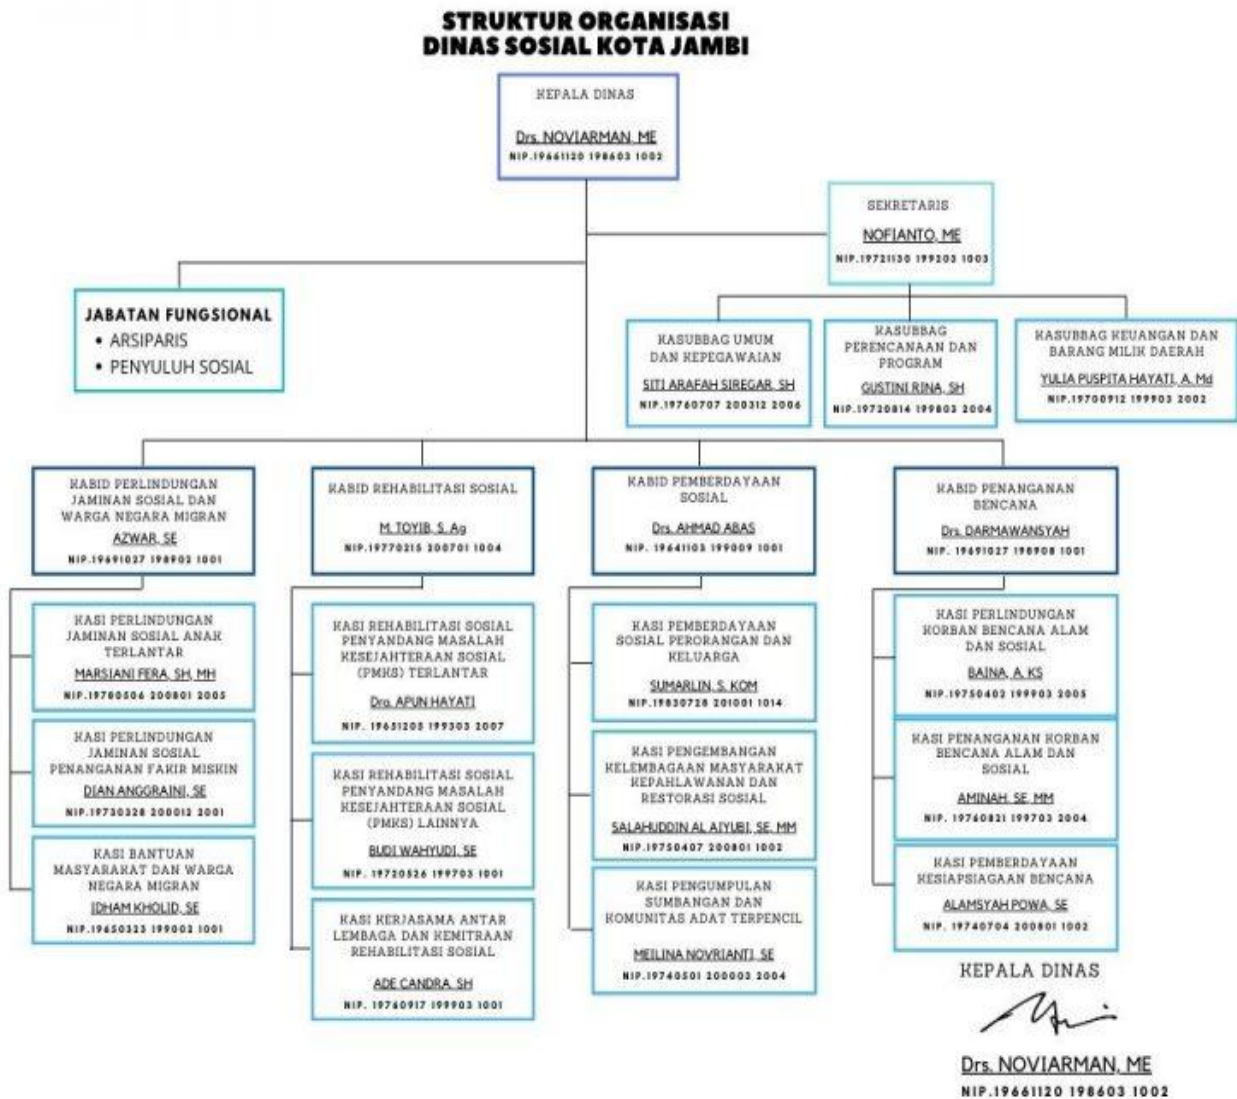 STRUKTUR ORGANISASI
DINAS SOSIAL KOTA JAMBI
KEPALA DINAS
Drs. NOVIARMAN, ME
NIP.19661120 198603 1002
SEKRETARIS
NOFIANTO, ME
NIP.19721130 199203 1003
JABATAN FUNGSIONAL
• ARSIPARIS
• PENYULUH SOSIAL
KASUBBAG UMUM
DAN KEPEGAWAIAN
SITI ARAFAH SIREGAR, SH
NIP.19760707 200312 2006
KASUBBAG
PERENCANAAN DAN
PROGRAM
GUSTINI RINA, SH
NIP.19720814 199803 2004
KASUBBAG KEUANGAN DAN
BARANG MILIK DAERAH
YULIA PUSPITA HAYATI, A. Md
NIP.19700912 199903 2002
KABID PERLINDUNGAN
JAMINAN SOSIAL DAN
WARGA NEGARA MIGRAN
AZWAR, SE
NIP.19691027 198902 1001
KASI PERLINDUNGAN
JAMINAN SOSIAL ANAK
TERLANTAR
MARSIANI FERA, SH, MH
NIP.19780506 200801 2005
KASI PERLINDUNGAN
JAMINAN SOSIAL
PENANGANAN FAKIR MISKIN
DIAN ANGGRAINI, SE
NIP.19730328 200012 2001
KASI BANTUAN
MASYARAKAT DAN WARGA
NEGARA MIGRAN
IDHAM KHOLID, SE
NIP.19650323 199002 1001
KABID REHABILITASI SOSIAL
M. TOYIB, S. Ag
NIP.19770215 200701 1004
KASI REHABILITASI SOSIAL
PENYANDANG MASALAH
KESEJAHTERAAN SOSIAL
(PMKS) TERLANTAR
Dra. APUN HAYATI
NIP. 19651205 199303 2007
KASI REHABILITASI SOSIAL
PENYANDANG MASALAH
KESEJAHTERAAN SOSIAL
(PMKS) LAINNYA
BUDI WAHYUDI, SE
NIP. 19720526 199703 1001
KASI KERJASAMA ANTAR
LEMBAGA DAN KEMITRAAN
REHABILITASI SOSIAL
ADE CANDRA, SH
NIP. 19760917 199903 1001
KABID PEMBERDAYAAN
SOSIAL
Drs. AHMAD ABAS
NIP. 19641103 199009 1001
KASI PEMBERDAYAAN
SOSIAL PERORANGAN DAN
KELUARGA
SUMARLIN, S. KOM
NIP.19830728 201001 1014
KASI PENGEMBANGAN
KELEMBAGAAN MASYARAKAT
KEPAHLAWANAN DAN
RESTORASI SOSIAL
SALAHUDDIN AL AIYUBI, SE, MM
NIP.19750407 200801 1002
KASI PENGUMPULAN
SUMBANGAN DAN
KOMUNITAS ADAT TERPENCIL
MEILINA NOVRIANTI, SE
NIP.19740501 200003 2004
KABID PENANGANAN
BENCANA
Drs. DARMAWANSYAH
NIP. 19691027 198908 1001
KASI PERLINDUNGAN
KORBAN BENCANA ALAM
DAN SOSIAL
BAINA, A. KS
NIP.19750402 199903 2005
KASI PENANGANAN KORBAN
BENCANA ALAM DAN
SOSIAL
AMINAH, SE, MM
NIP. 19760821 199703 2004
KASI PEMBERDAYAAN
KESIAPSIAGAAN BENCANA
ALAMSYAH POWA, SE
NIP. 19740704 200801 1002
KEPALA DINAS
Drs. NOVIARMAN, ME
NIP.19661120 198603 1002